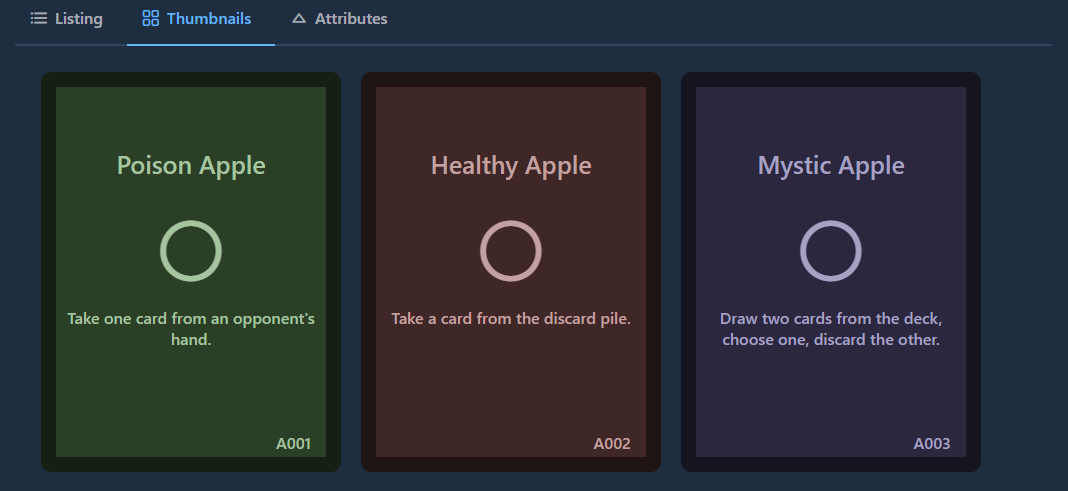 Listing
Thumbnails
Attributes
Poison Apple
Take one card from an opponent's
hand.
A001
Healthy Apple
Take a card from the discard pile.
A002
Mystic Apple
Draw two cards from the deck,
choose one, discard the other.
A003